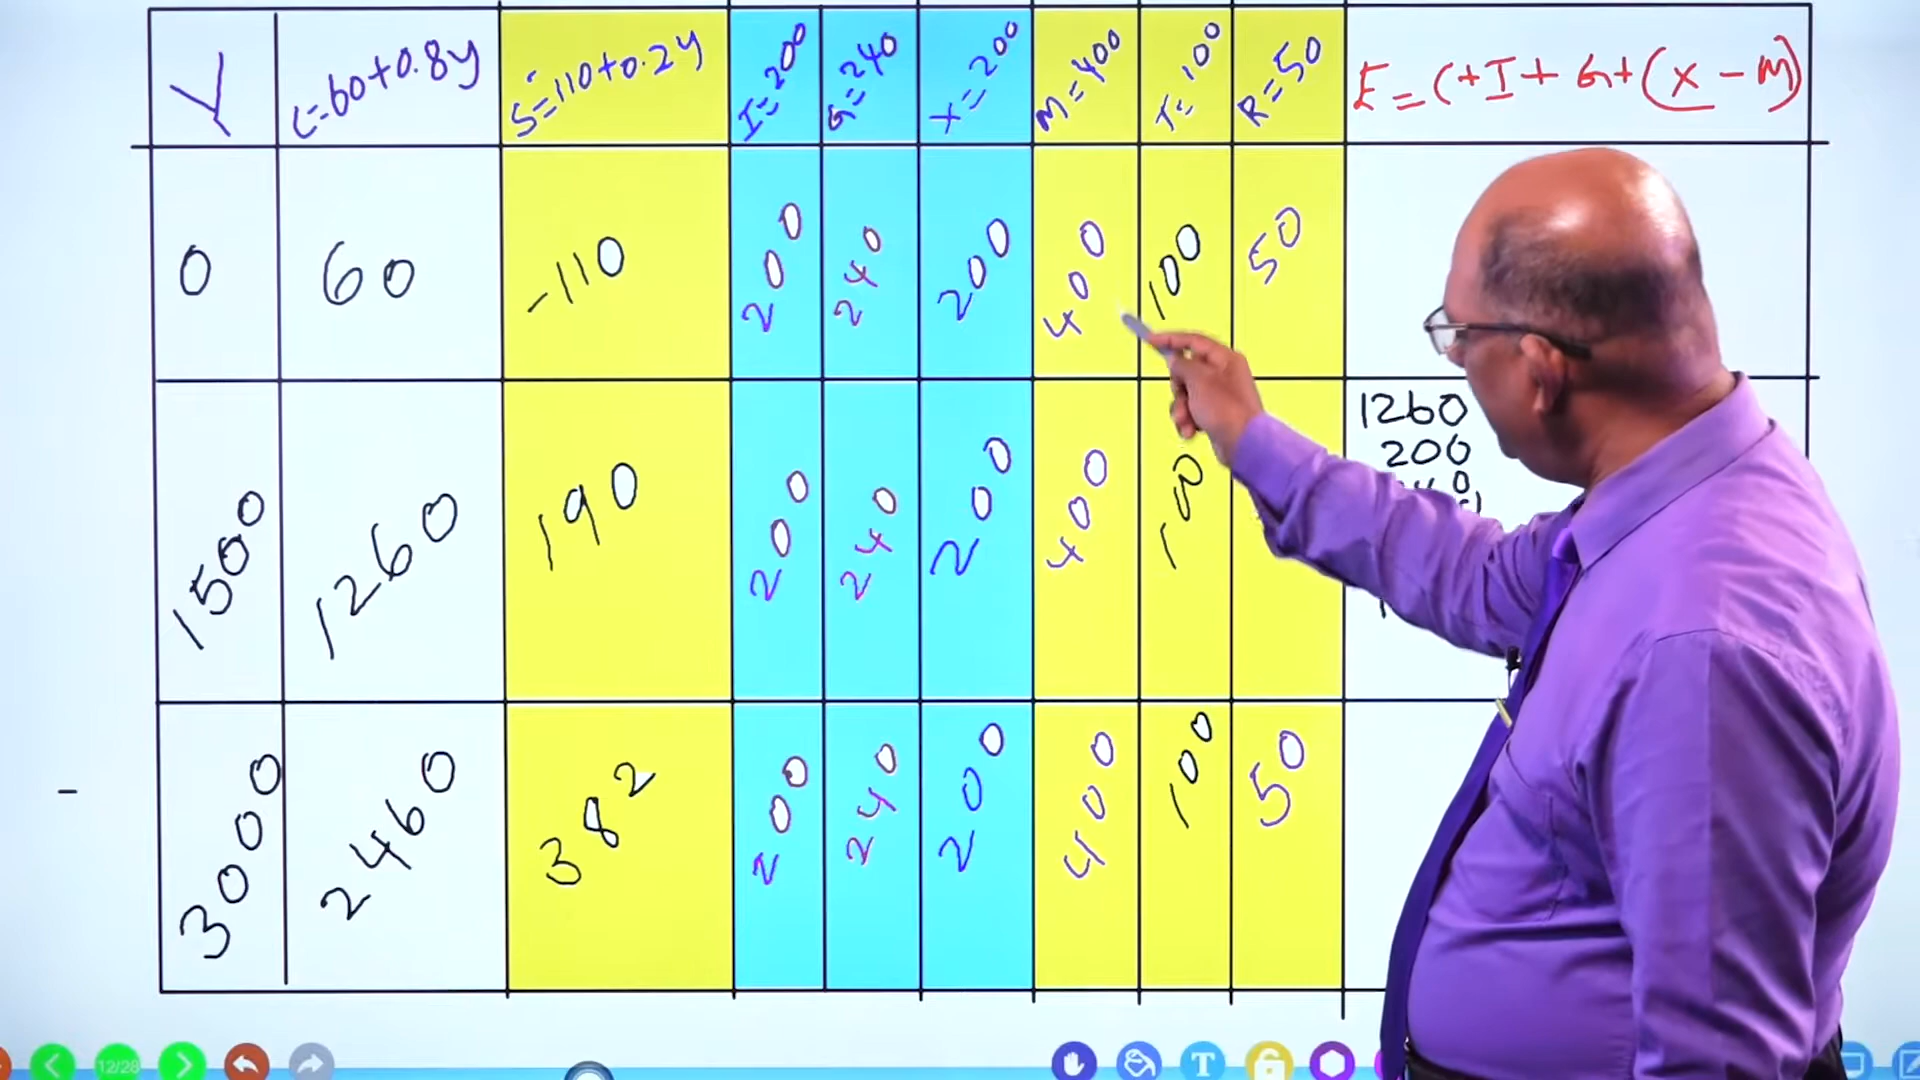 Y C=60+0.8y S=-110+0.2y I=200 G=240 X=200 M=400 T=100 R=50 E=C+I+G+(X-M)
0 60 -110 200 240 200 400 100 50
1500 1260 190 200 240 200 400 100
1260
200
3000 2460 382 200 240 200 400 100 50
-
12/28
T